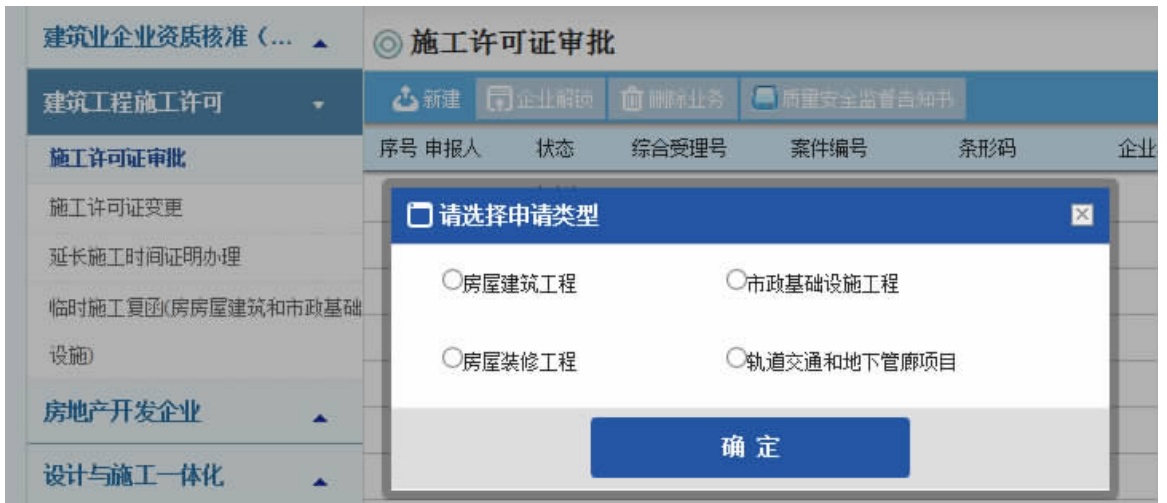 建筑业企业资质核准（...
建筑工程施工许可
施工许可证审批
施工许可证变更
延长施工时间证明办理
临时施工复函(房房屋建筑和市政基础
设施)
房地产开发企业
设计与施工一体化
施工许可证审批
新建 企业解锁 删除业务 质量安全监督告知书
序号 申报人 状态 综合受理号 案件编号 条形码 企业
请选择申请类型
房屋建筑工程 市政基础设施工程
房屋装修工程 轨道交通和地下管廊项目
确 定